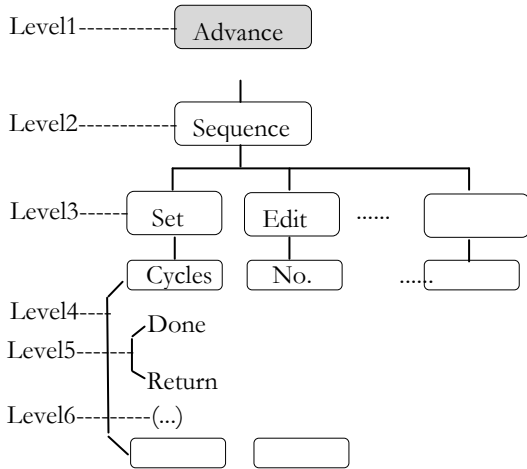 Level1 Advance
Level2 Sequence
Level3 Set Edit ......
Cycles No. ......
Level4
Done
Level5
Return
Level6 (...)